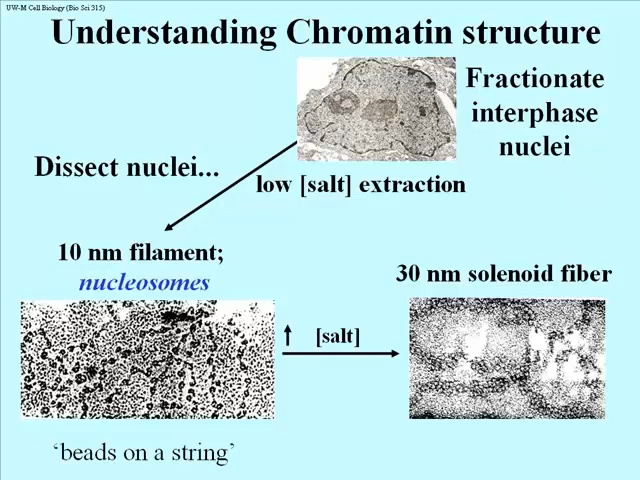 UW-M Cell Biology (Bio Sci 315)
Understanding Chromatin structure
Fractionate
interphase
nuclei
Dissect nuclei...
low [salt] extraction
10 nm filament;
nucleosomes
30 nm solenoid fiber
[salt]
‘beads on a string’